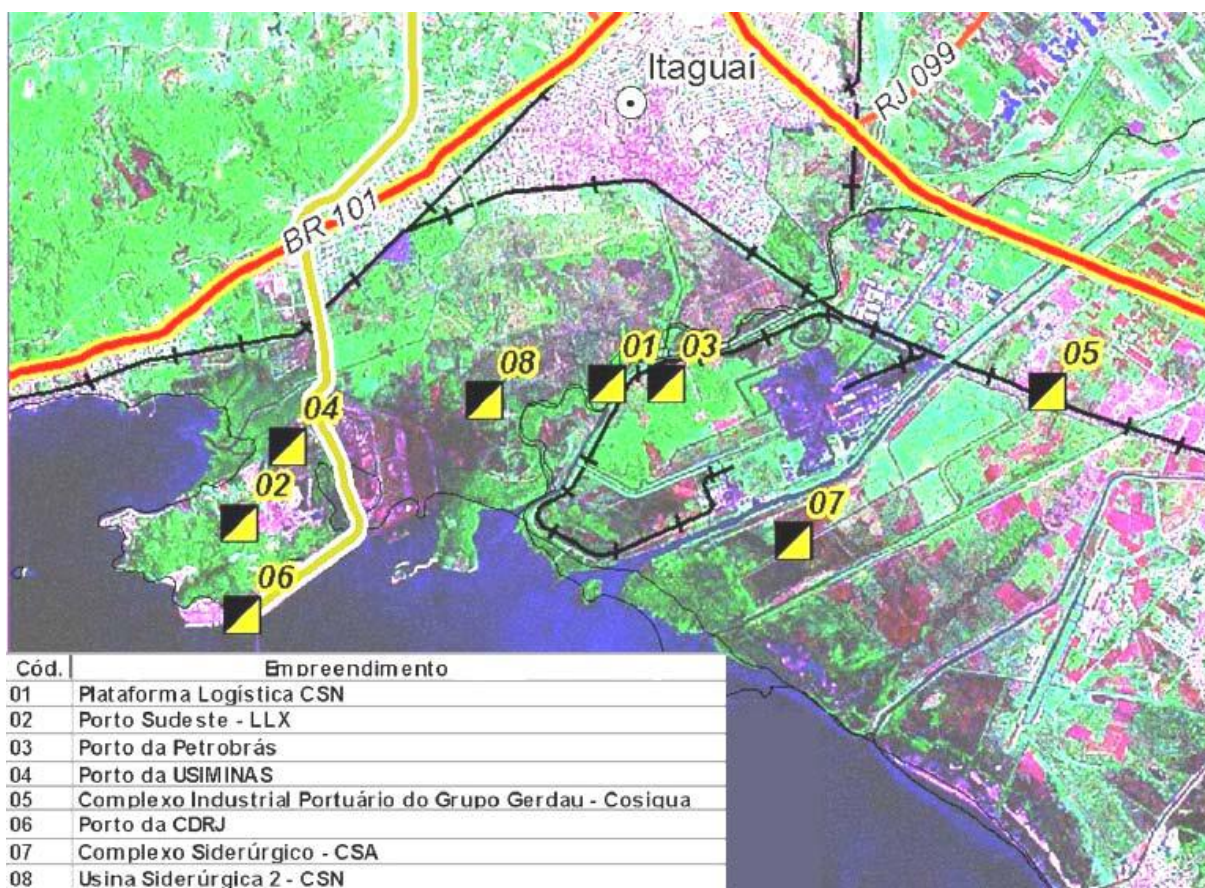 Itaguai
RJ 099
BR 101
01
03
05
08
04
02
07
06
Cód. Empreendimento
01 Plataforma Logística CSN
02 Porto Sudeste - LLX
03 Porto da Petrobrás
04 Porto da USIMINAS
05 Complexo Industrial Portuário do Grupo Gerdau - Cosigua
06 Porto da CDRJ
07 Complexo Siderúrgico - CSA
08 Usina Siderúrgica 2 - CSN